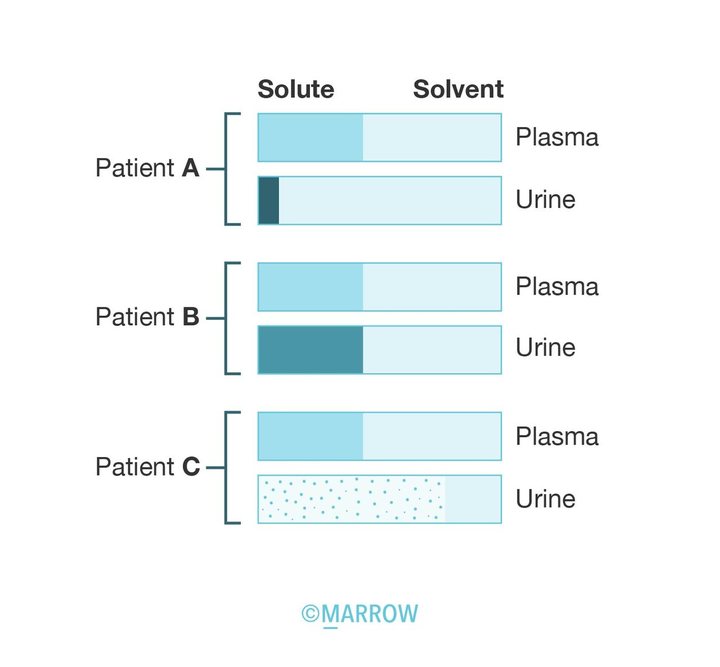 Solute Solvent
Plasma
Patient A
Urine
Plasma
Patient B
Urine
Plasma
Patient C
Urine
©MARROW